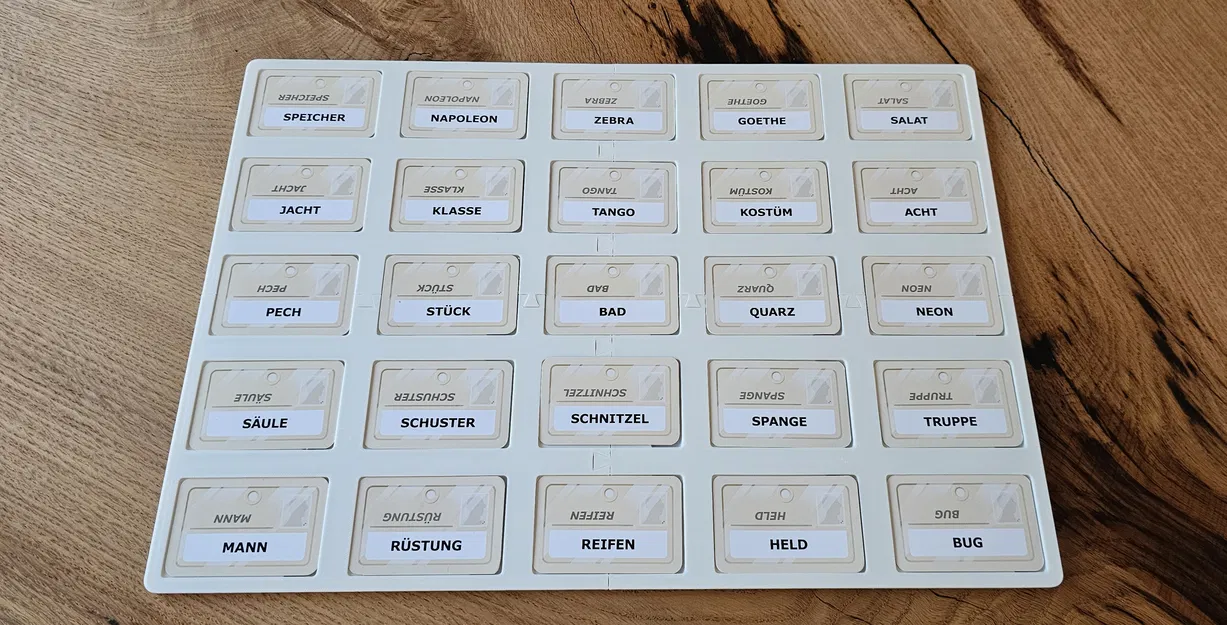 SPEICHER
SPEICHER
NAPOLEON
NAPOLEON
ZEBRA
ZEBRA
GOETHE
GOETHE
SALAT
SALAT
JACHT
JACHT
KLASSE
KLASSE
TANGO
TANGO
KOSTÜM
KOSTÜM
ACHT
ACHT
PECH
PECH
STÜCK
STÜCK
BAD
BAD
QUARZ
QUARZ
NEON
NEON
SÄULE
SÄULE
SCHUSTER
SCHUSTER
SCHNITZEL
SCHNITZEL
SPANGE
SPANGE
TRUPPE
TRUPPE
MANN
MANN
RÜSTUNG
RÜSTUNG
REIFEN
REIFEN
HELD
HELD
BUG
BUG